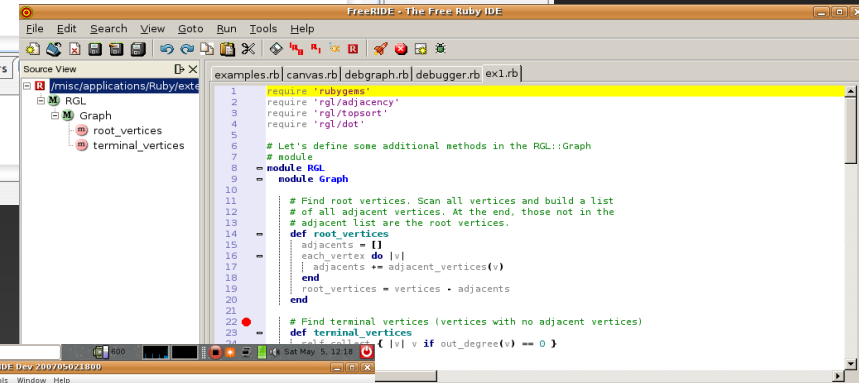 FreeRIDE - The Free Ruby IDE
File Edit Search View Goto Run Tools Help
Source View
examples.rb canvas.rb debgraph.rb debugger.rb ex1.rb
/misc/applications/Ruby/exte
RGL
Graph
root_vertices
terminal_vertices
1 require 'rubygems'
2 require 'rgl/adjacency'
3 require 'rgl/topsort'
4 require 'rgl/dot'
5
6 # Let's define some additional methods in the RGL::Graph
7 # module
8 module RGL
9 module Graph
10
11 # Find root vertices. Scan all vertices and build a list
12 # of all adjacent vertices. At the end, those not in the
13 # adjacent list are the root vertices.
14 def root_vertices
15 adjacents = []
16 each_vertex do |v|
17 adjacents += adjacent_vertices(v)
18 end
19 root_vertices = vertices - adjacents
20 end
21
22 # Find terminal vertices (vertices with no adjacent vertices)
23 def terminal_vertices
{ |v| v if out_degree(v) == 0 }
600 Sat May 5, 12:18
IDE Dev 200705021800
Window Help